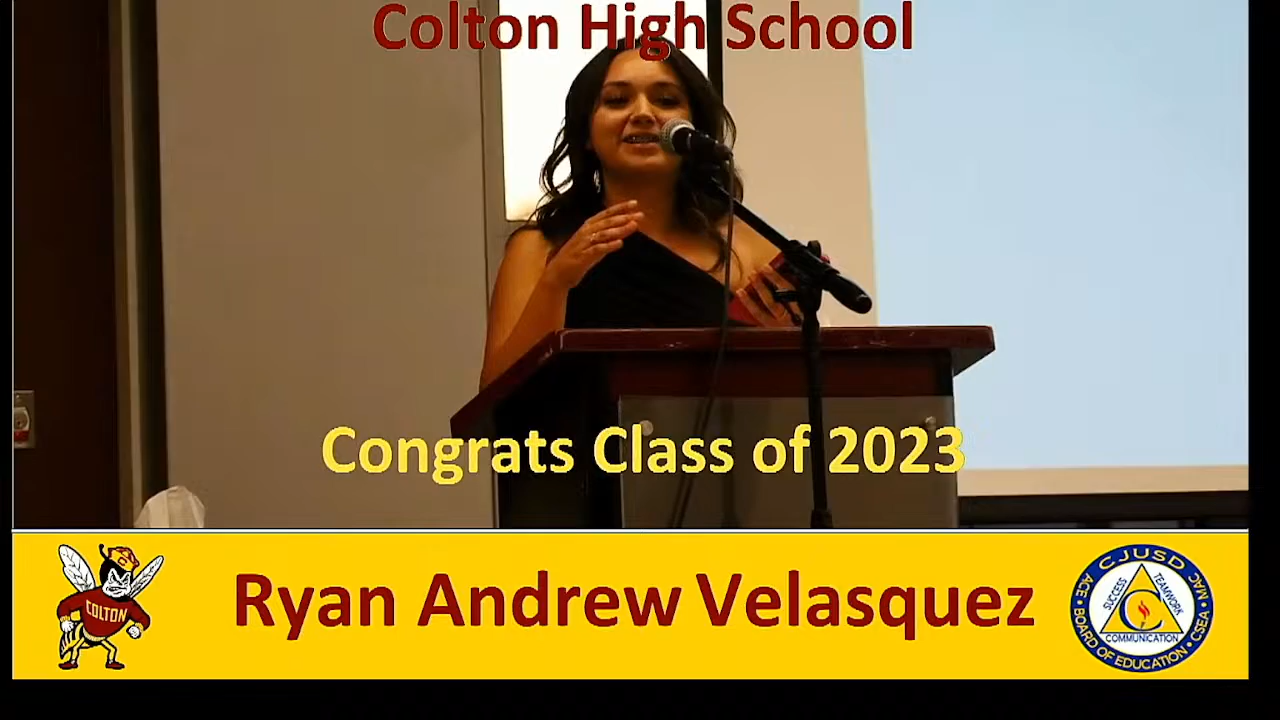 Colton High School
Congrats Class of 2023
COLTON
Ryan Andrew Velasquez
CJUSD
ACE • BOARD OF EDUCATION • CSEA • MAC
SUCCESS
TEAMWORK
COMMUNICATION